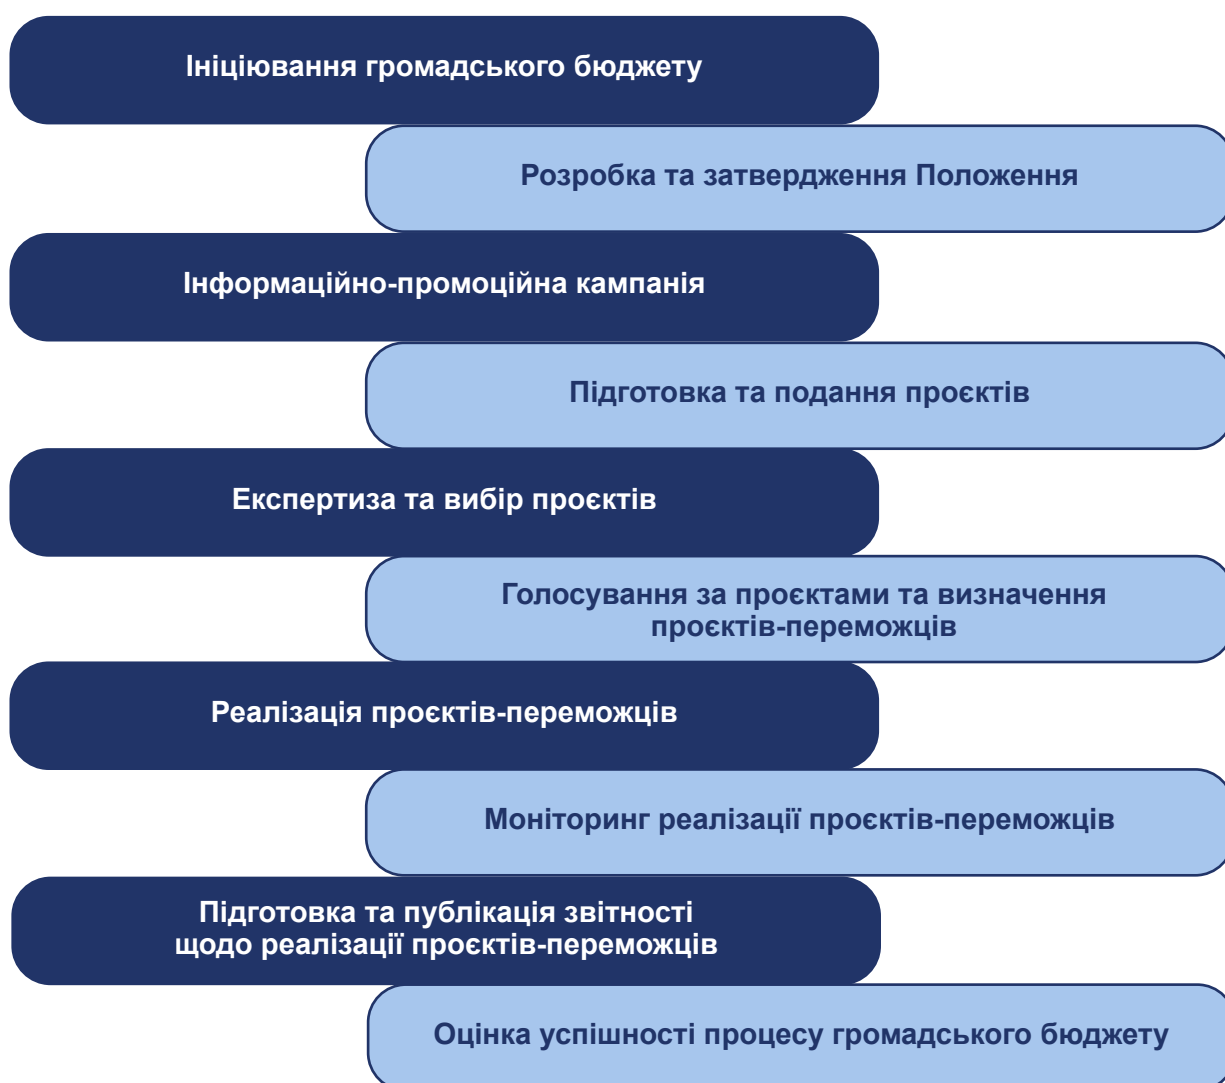 Ініціювання громадського бюджету
Розробка та затвердження Положення
Інформаційно-промоційна кампанія
Підготовка та подання проєктів
Експертиза та вибір проєктів
Голосування за проєктами та визначення
проєктів-переможців
Реалізація проєктів-переможців
Моніторинг реалізації проєктів-переможців
Підготовка та публікація звітності
щодо реалізації проєктів-переможців
Оцінка успішності процесу громадського бюджету